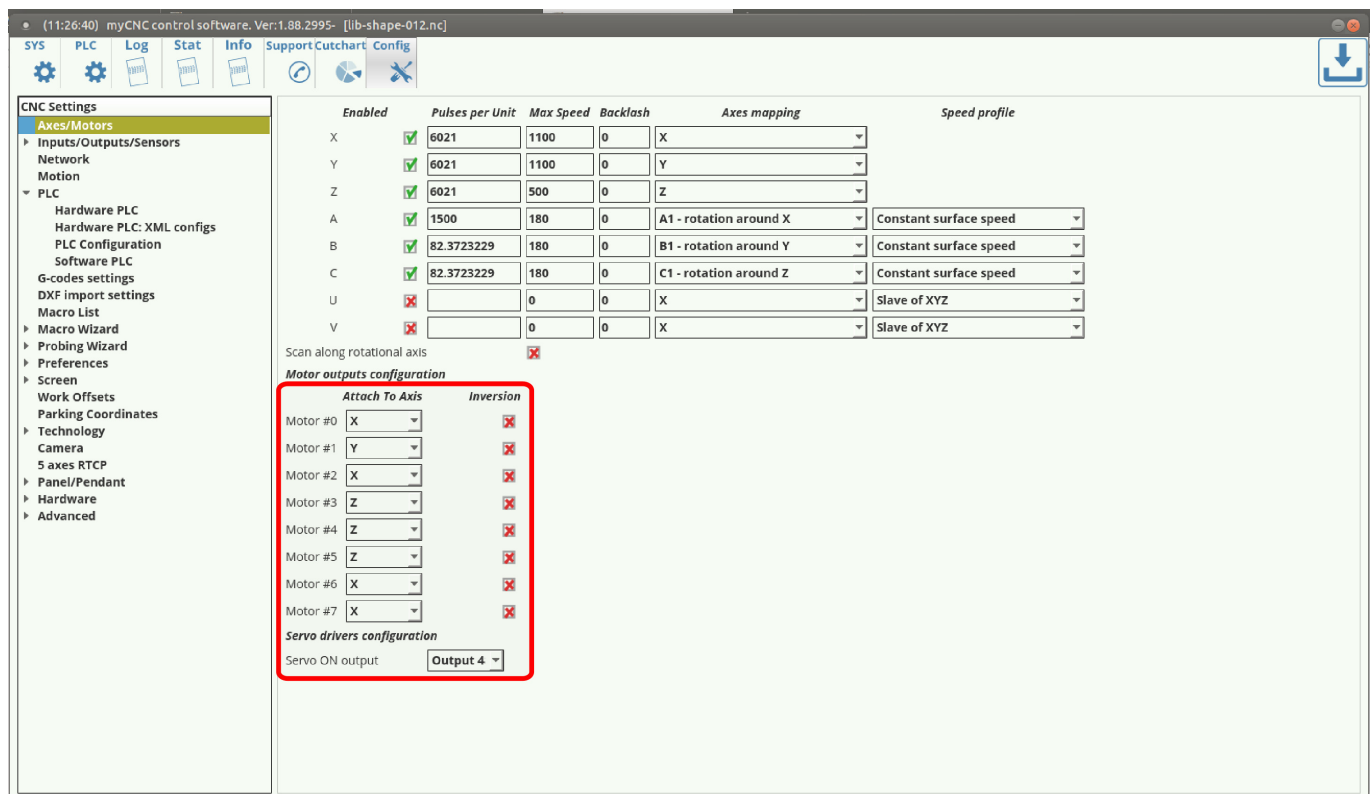 (11:26:40) myCNC control software. Ver:1.88.2995- [lib-shape-012.nc]
SYS PLC Log Stat Info Support Cutchart Config
CNC Settings
Axes/Motors
Inputs/Outputs/Sensors
Network
Motion
PLC
Hardware PLC
Hardware PLC: XML configs
PLC Configuration
Software PLC
G-codes settings
DXF import settings
Macro List
Macro Wizard
Probing Wizard
Preferences
Screen
Work Offsets
Parking Coordinates
Technology
Camera
5 axes RTCP
Panel/Pendant
Hardware
Advanced
Enabled Pulses per Unit Max Speed Backlash Axes mapping Speed profile
X 6021 1100 0 X
Y 6021 1100 0 Y
Z 6021 500 0 Z
A 1500 180 0 A1 - rotation around X Constant surface speed
B 82.3723229 180 0 B1 - rotation around Y Constant surface speed
C 82.3723229 180 0 C1 - rotation around Z Constant surface speed
U 0 0 X Slave of XYZ
V 0 0 X Slave of XYZ
Scan along rotational axis
Motor outputs configuration
Attach To Axis Inversion
Motor #0 X
Motor #1 Y
Motor #2 X
Motor #3 Z
Motor #4 Z
Motor #5 Z
Motor #6 X
Motor #7 X
Servo drivers configuration
Servo ON output Output 4